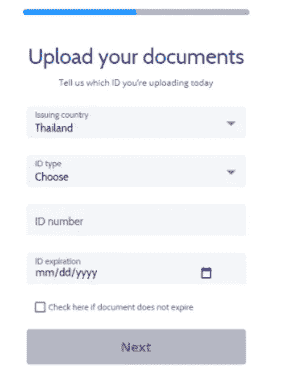 Upload your documents
Tell us which ID you're uploading today
Issuing country
Thailand
ID type
Choose
ID number
ID expiration
mm/dd/yyyy
Check here if document does not expire
Next